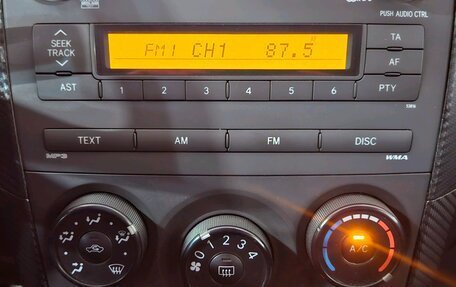 PUSH AUDIO CTRL
SEEK
TRACK
FM1 CH1 87.5
TA
AF
AST 1 2 3 4 5 6 PTY
TEXT AM FM DISC
MP3 WMA
0 1 2 3 4
A/C